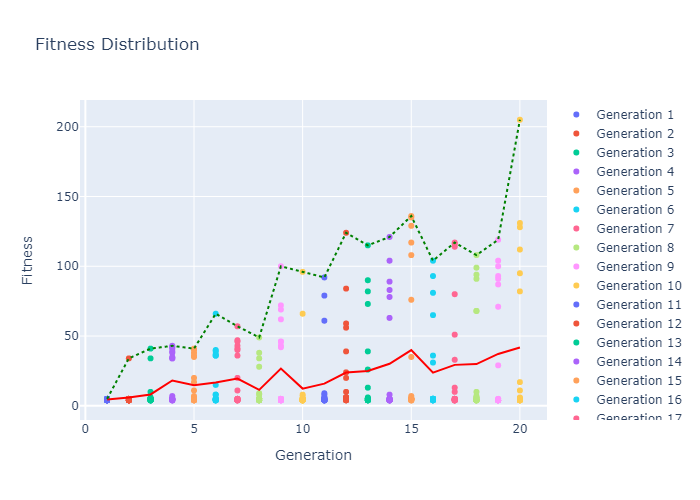 Fitness Distribution
200
150
100
50
0
Fitness
0 5 10 15 20
Generation
Generation 1
Generation 2
Generation 3
Generation 4
Generation 5
Generation 6
Generation 7
Generation 8
Generation 9
Generation 10
Generation 11
Generation 12
Generation 13
Generation 14
Generation 15
Generation 16
Generation 17